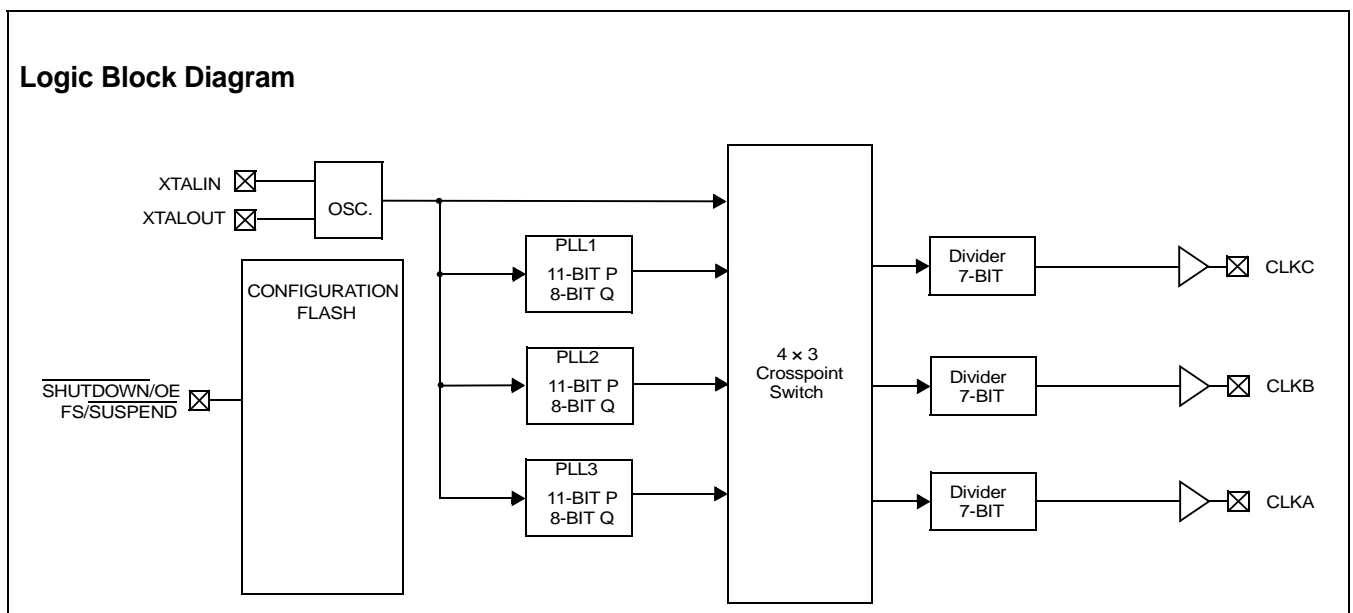 Logic Block Diagram
XTALIN
XTALOUT
OSC.
CONFIGURATION
FLASH
SHUTDOWN/OE
FS/SUSPEND
PLL1
11-BIT P
8-BIT Q
PLL2
11-BIT P
8-BIT Q
PLL3
11-BIT P
8-BIT Q
4 × 3
Crosspoint
Switch
Divider
7-BIT
CLKC
Divider
7-BIT
CLKB
Divider
7-BIT
CLKA